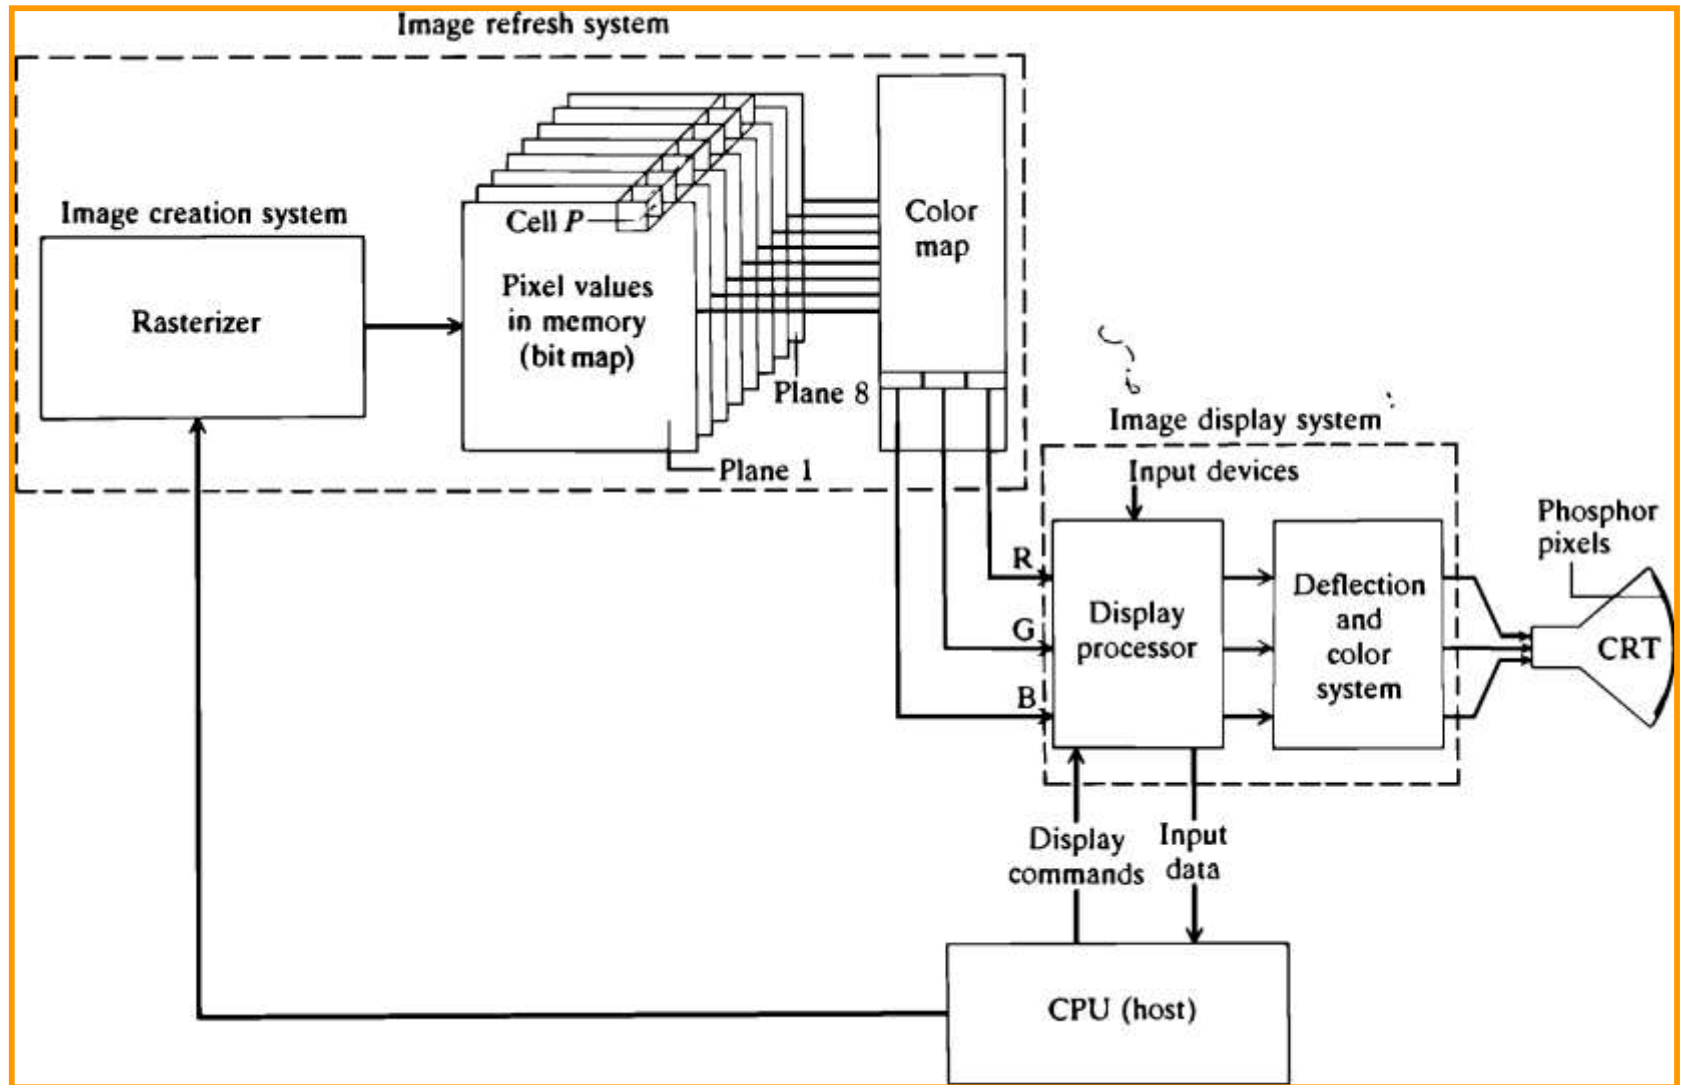 Image refresh system
Image creation system
Rasterizer
Cell P
Pixel values
in memory
(bit map)
Plane 8
Plane 1
Color
map
Image display system
Input devices
R
G
B
Display
processor
Deflection
and
color
system
Phosphor
pixels
CRT
Display
commands
Input
data
CPU (host)